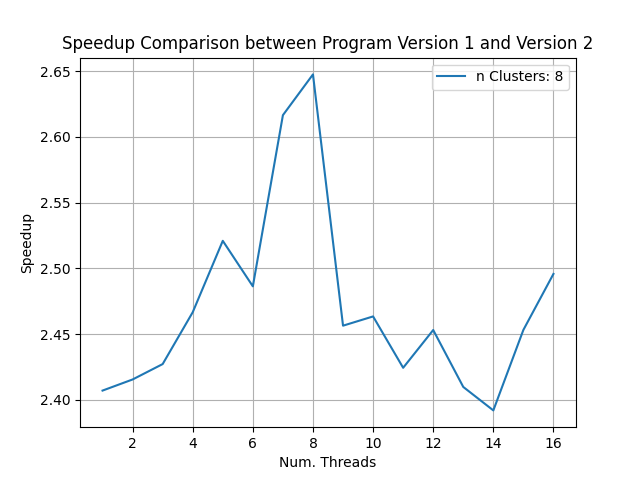 Speedup Comparison between Program Version 1 and Version 2
n Clusters: 8
2.65
2.60
2.55
2.50
2.45
2.40
Speedup
2 4 6 8 10 12 14 16
Num. Threads